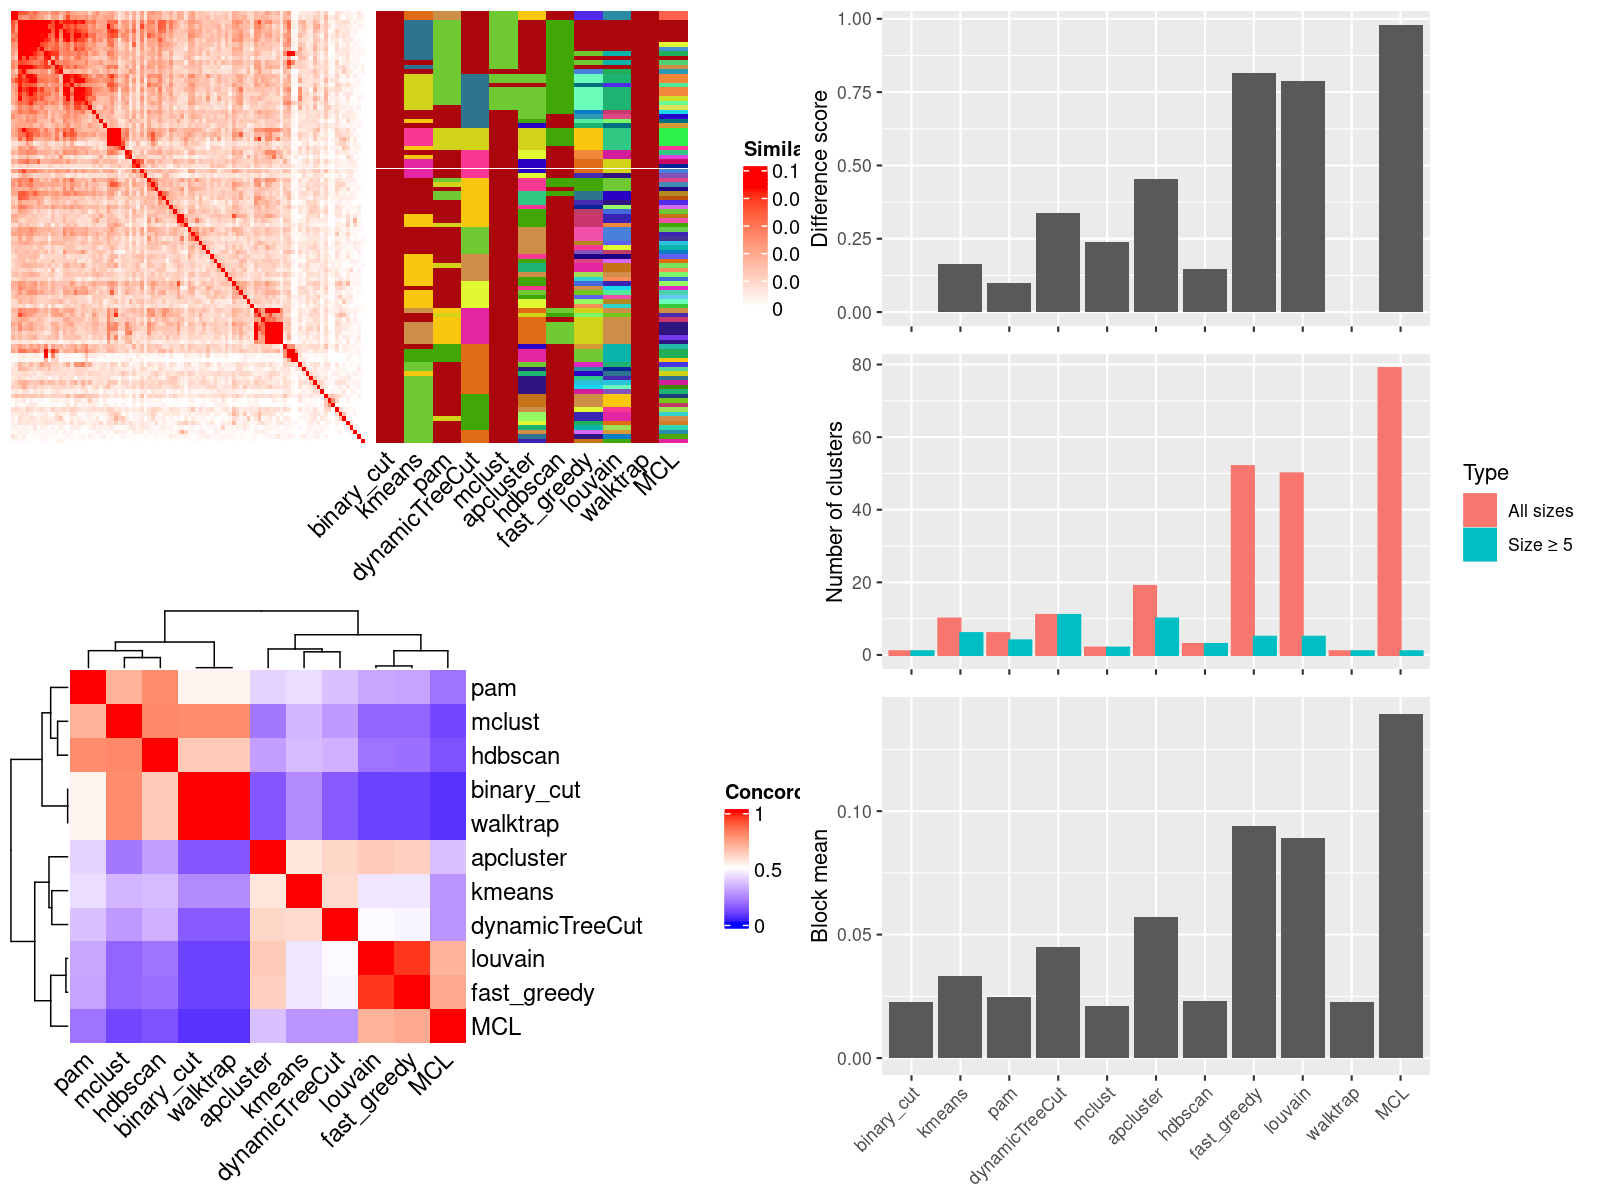 Simila
0.1
0.0
0.0
0.0
0.0
0
binary_cut
kmeans
pam
dynamicTreeCut
mclust
apcluster
hdbscan
fast_greedy
louvain
walktrap
MCL
pam
mclust
hdbscan
binary_cut
walktrap
apcluster
kmeans
dynamicTreeCut
louvain
fast_greedy
MCL
pam
mclust
hdbscan
binary_cut
walktrap
apcluster
kmeans
dynamicTreeCut
louvain
fast_greedy
MCL
Concord
1
0.5
0
Difference score
1.00
0.75
0.50
0.25
0.00
Number of clusters
80
60
40
20
0
Type
All sizes
Size ≥ 5
Block mean
0.10
0.05
0.00
binary_cut
kmeans
pam
dynamicTreeCut
mclust
apcluster
hdbscan
fast_greedy
louvain
walktrap
MCL